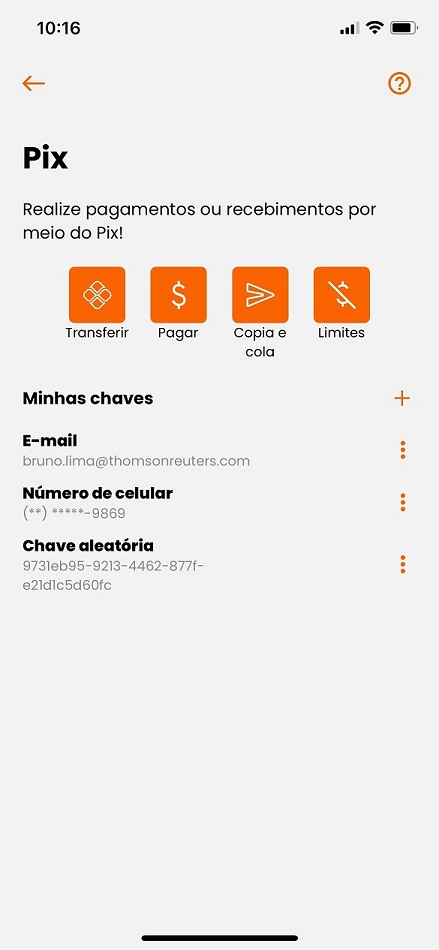 10:16
Pix
Realize pagamentos ou recebimentos por
meio do Pix!
Transferir
Pagar
Copia e
cola
Limites
Minhas chaves
E-mail
bruno.lima@thomsonreuters.com
Número de celular
(**) *****-9869
Chave aleatória
9731eb95-9213-4462-877f-
e21d1c5d60fc